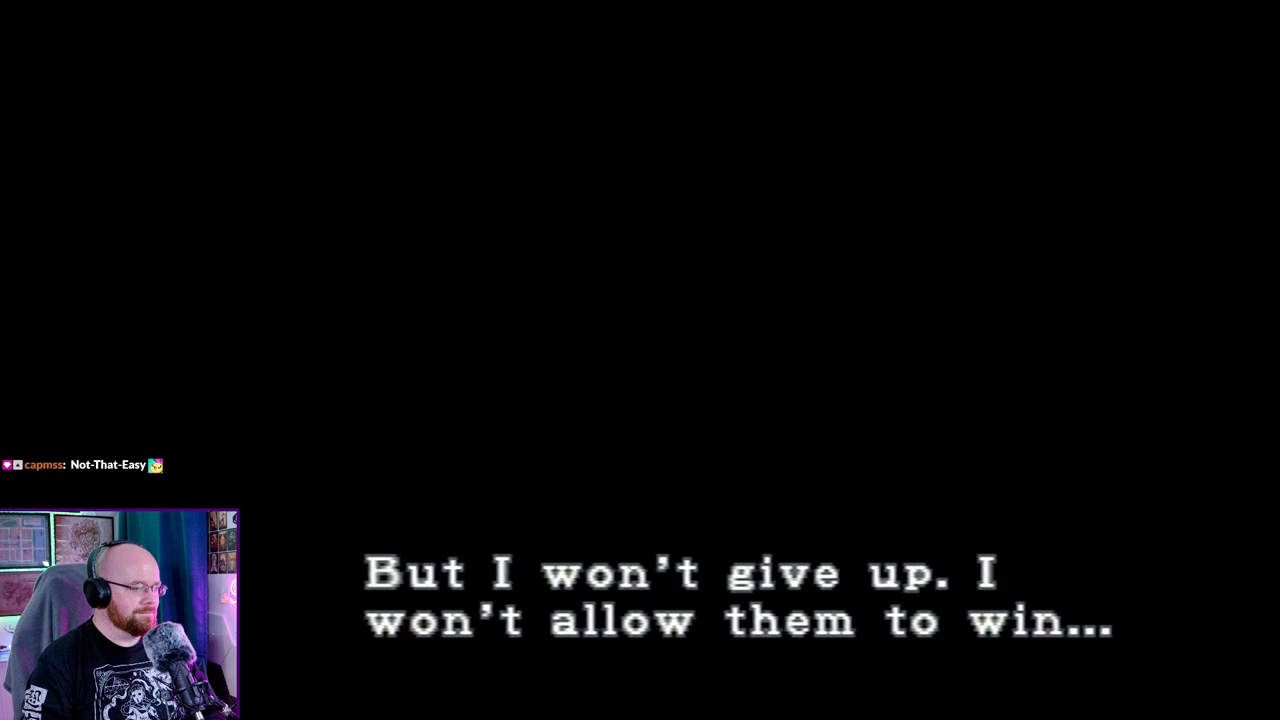 capmss: Not-That-Easy
But I won't give up. I
won't allow them to win...